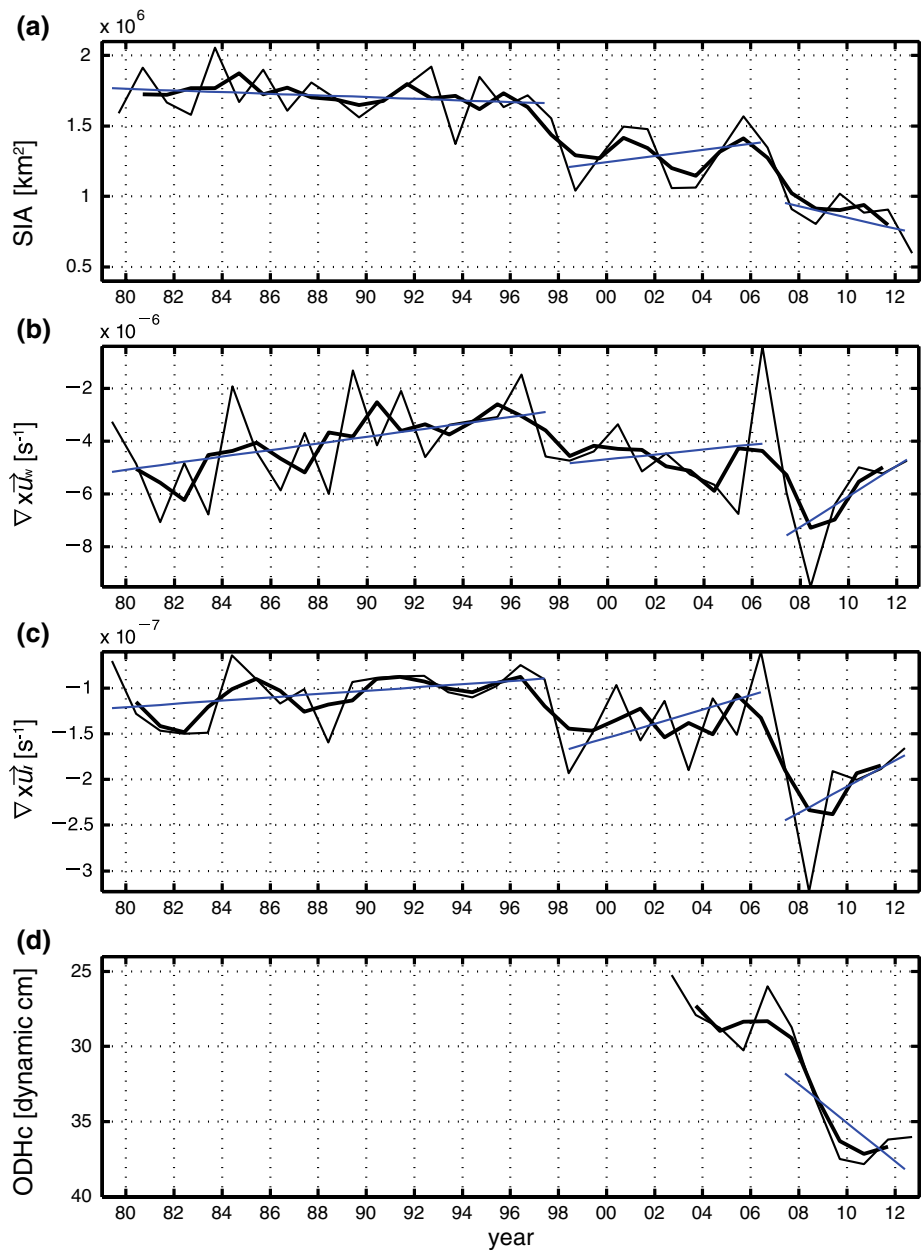 (a)
x 10⁶
2
1.5
1
0.5
SIA [km²]
80 82 84 86 88 90 92 94 96 98 00 02 04 06 08 10 12
(b)
x 10⁻⁶
−2
−4
−6
−8
∇ x u⃗w [s⁻¹]
80 82 84 86 88 90 92 94 96 98 00 02 04 06 08 10 12
(c)
x 10⁻⁷
−1
−1.5
−2
−2.5
−3
∇ x u⃗I [s⁻¹]
80 82 84 86 88 90 92 94 96 98 00 02 04 06 08 10 12
(d)
25
30
35
40
ODHc [dynamic cm]
80 82 84 86 88 90 92 94 96 98 00 02 04 06 08 10 12
year